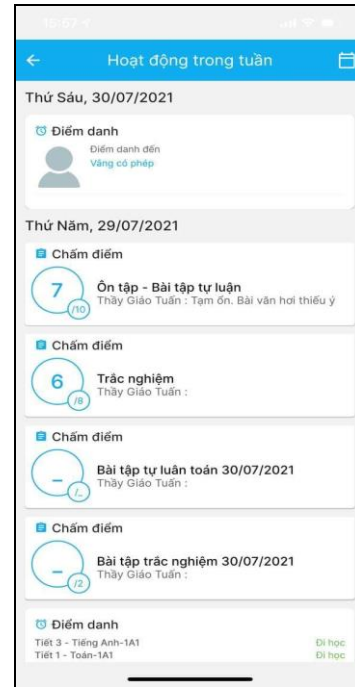 15:57
Hoạt động trong tuần
Thứ Sáu, 30/07/2021
Điểm danh
Điểm danh đến
Vắng có phép
Thứ Năm, 29/07/2021
Chấm điểm
7
/10
Ôn tập - Bài tập tự luận
Thầy Giáo Tuấn : Tạm ổn. Bài văn hơi thiếu ý
Chấm điểm
6
/8
Trắc nghiệm
Thầy Giáo Tuấn :
Chấm điểm
_
/_
Bài tập tự luân toán 30/07/2021
Thầy Giáo Tuấn :
Chấm điểm
_
/2
Bài tập trắc nghiệm 30/07/2021
Thầy Giáo Tuấn :
Điểm danh
Tiết 3 - Tiếng Anh-1A1 Đi học
Tiết 1 - Toán-1A1 Đi học